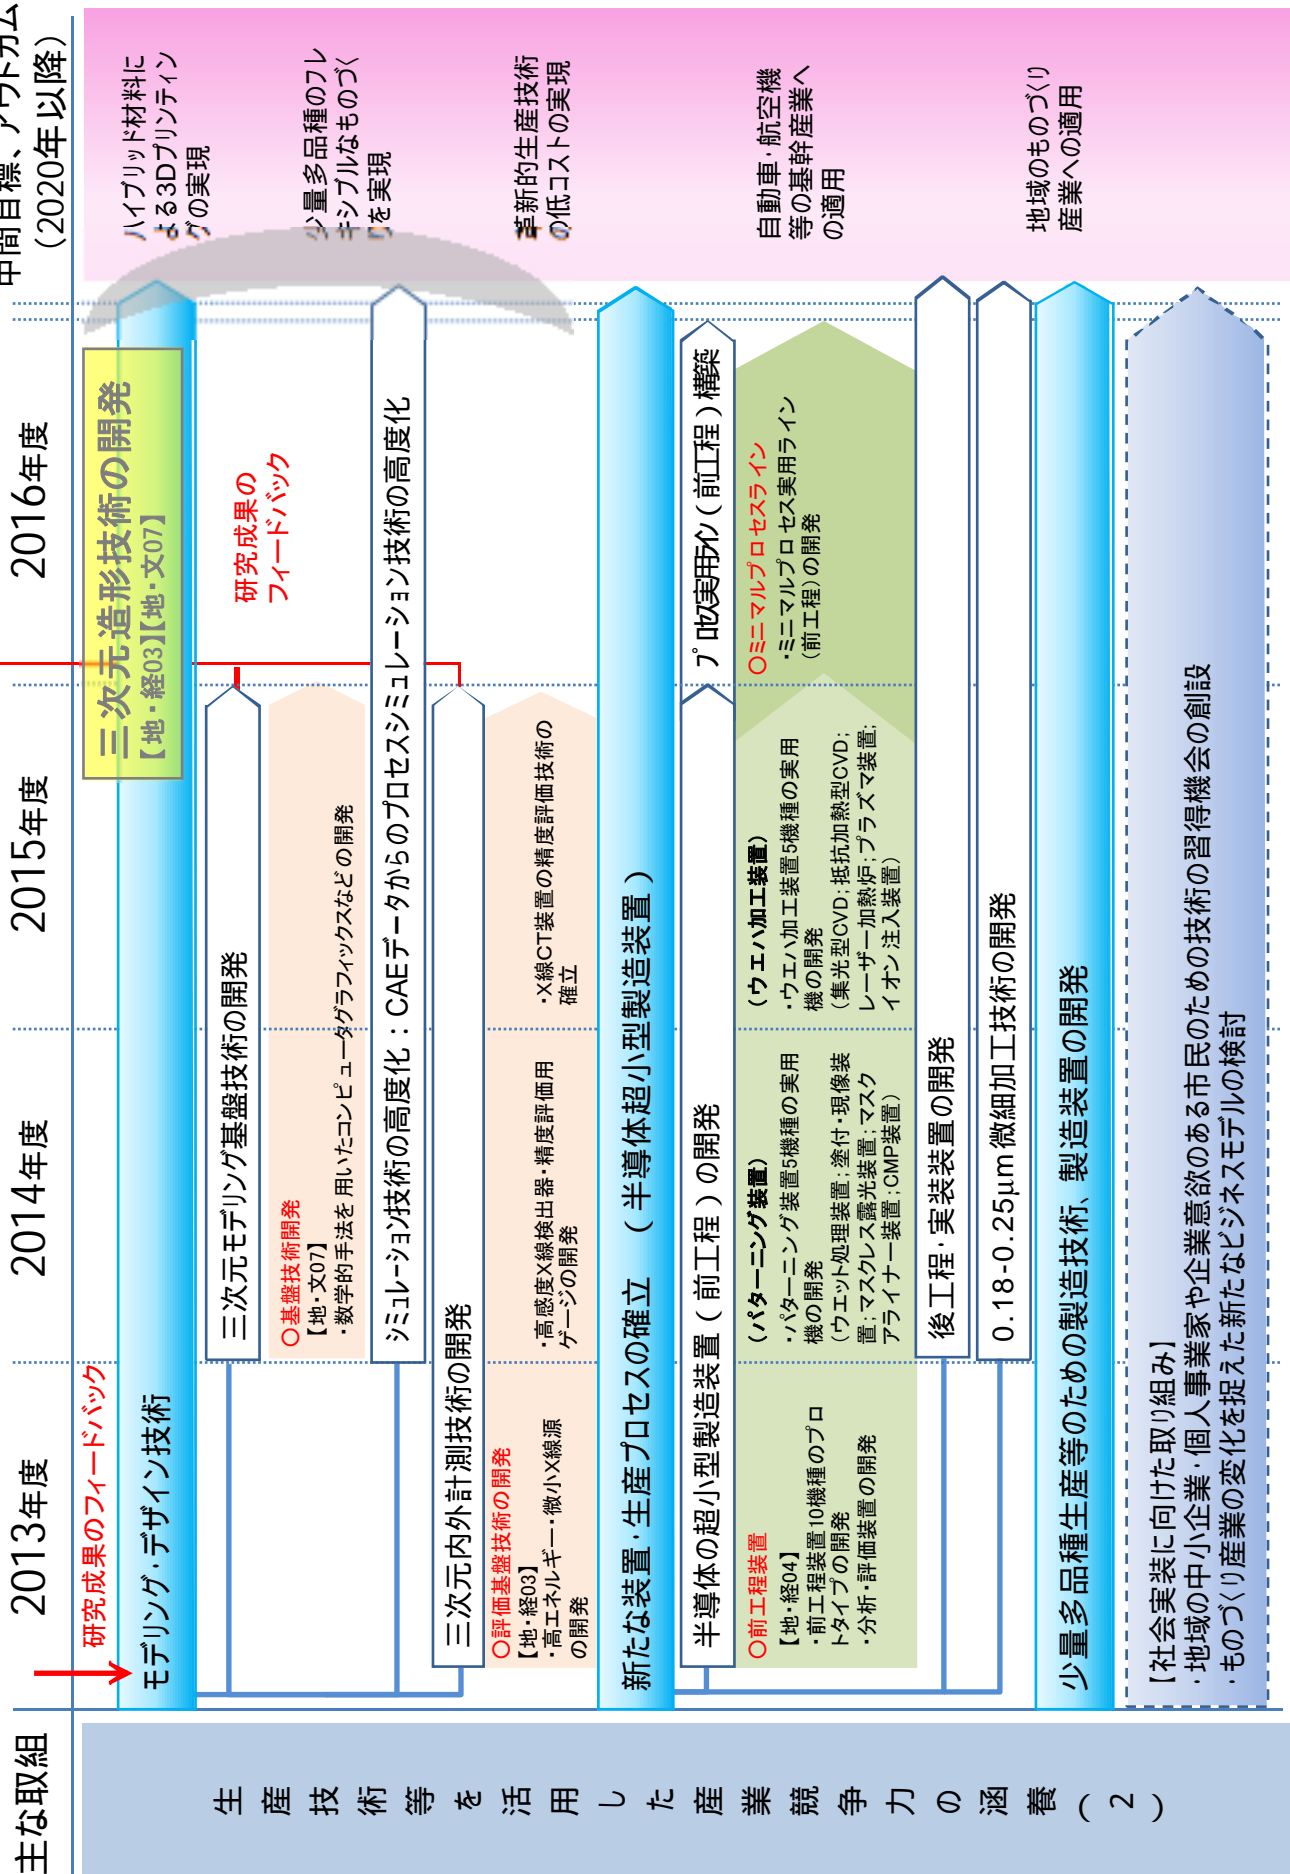 主な取組
2013年度
2014年度
2015年度
2016年度
中間目標、アウトカム
（2020年以降）
生産技術等を活用した産業競争力の涵養（2）
研究成果のフィードバック
モデリング・デザイン技術
三次元造形技術の開発
【地・経03】【地・文07】
ハイブリッド材料に
よる3Dプリンティン
グの実現
三次元モデリング基盤技術の開発
研究成果の
フィードバック
○基盤技術開発
【地・文07】
・数学的手法を用いたコンピュータグラフィックスなどの開発
少量多品種のフレ
キシブルなものづく
りを実現
シミュレーション技術の高度化：CAEデータからのプロセスシミュレーション技術の高度化
三次元内外計測技術の開発
○評価基盤技術の開発
【地・経03】
・高エネルギー・微小X線源
の開発
・高感度X線検出器・精度評価用
ゲージの開発
・X線CT装置の精度評価技術の
確立
革新的生産技術
の低コストの実現
新たな装置・生産プロセスの確立　（半導体超小型製造装置）
半導体の超小型製造装置（前工程）の開発
プロセス実用ライン（前工程）構築
○前工程装置
【地・経04】
・前工程装置10機種のプロ
トタイプの開発
・分析・評価装置の開発
（パターニング装置）
・パターニング装置5機種の実用
機の開発
（ウエット処理装置；塗付・現像装
置；マスクレス露光装置；マスク
アライナー装置；CMP装置）
（ウエハ加工装置）
・ウエハ加工装置5機種の実用
機の開発
（集光型CVD；抵抗加熱型CVD；
レーザー加熱炉；プラズマ装置；
イオン注入装置）
○ミニマルプロセスライン
・ミニマルプロセス実用ライン
（前工程）の開発
自動車・航空機
等の基幹産業へ
の適用
後工程・実装装置の開発
0.18-0.25μm微細加工技術の開発
少量多品種生産等のための製造技術、製造装置の開発
地域のものづくり
産業への適用
【社会実装に向けた取り組み】
・地域の中小企業・個人事業家や企業意欲のある市民のための技術の習得機会の創設
・ものづくり産業の変化を捉えた新たなビジネスモデルの検討